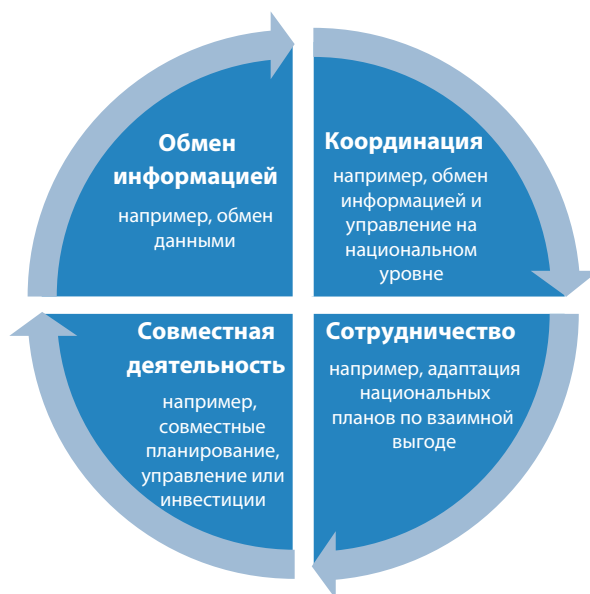 Обмен
информацией
например, обмен
данными
Координация
например, обмен
информацией и
управление на
национальном
уровне
Совместная
деятельность
например,
совместные
планирование,
управление или
инвестиции
Сотрудничество
например, адаптация
национальных
планов по взаимной
выгоде